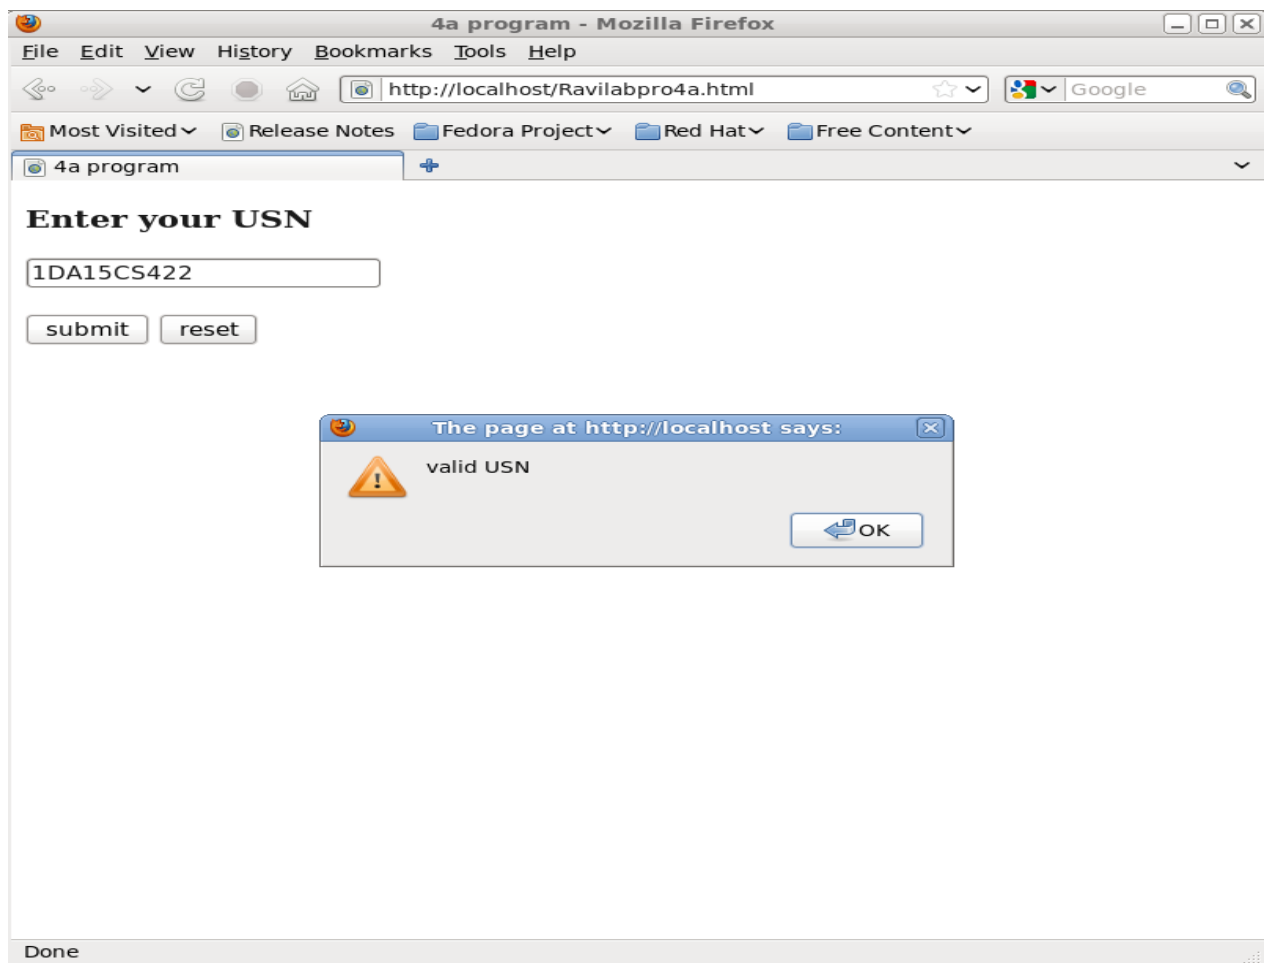 4a program - Mozilla Firefox
File Edit View History Bookmarks Tools Help
http://localhost/Ravilabpro4a.html Google
Most Visited Release Notes Fedora Project Red Hat Free Content
4a program
Enter your USN
1DA15CS422
submit reset
The page at http://localhost says:
valid USN
OK
Done